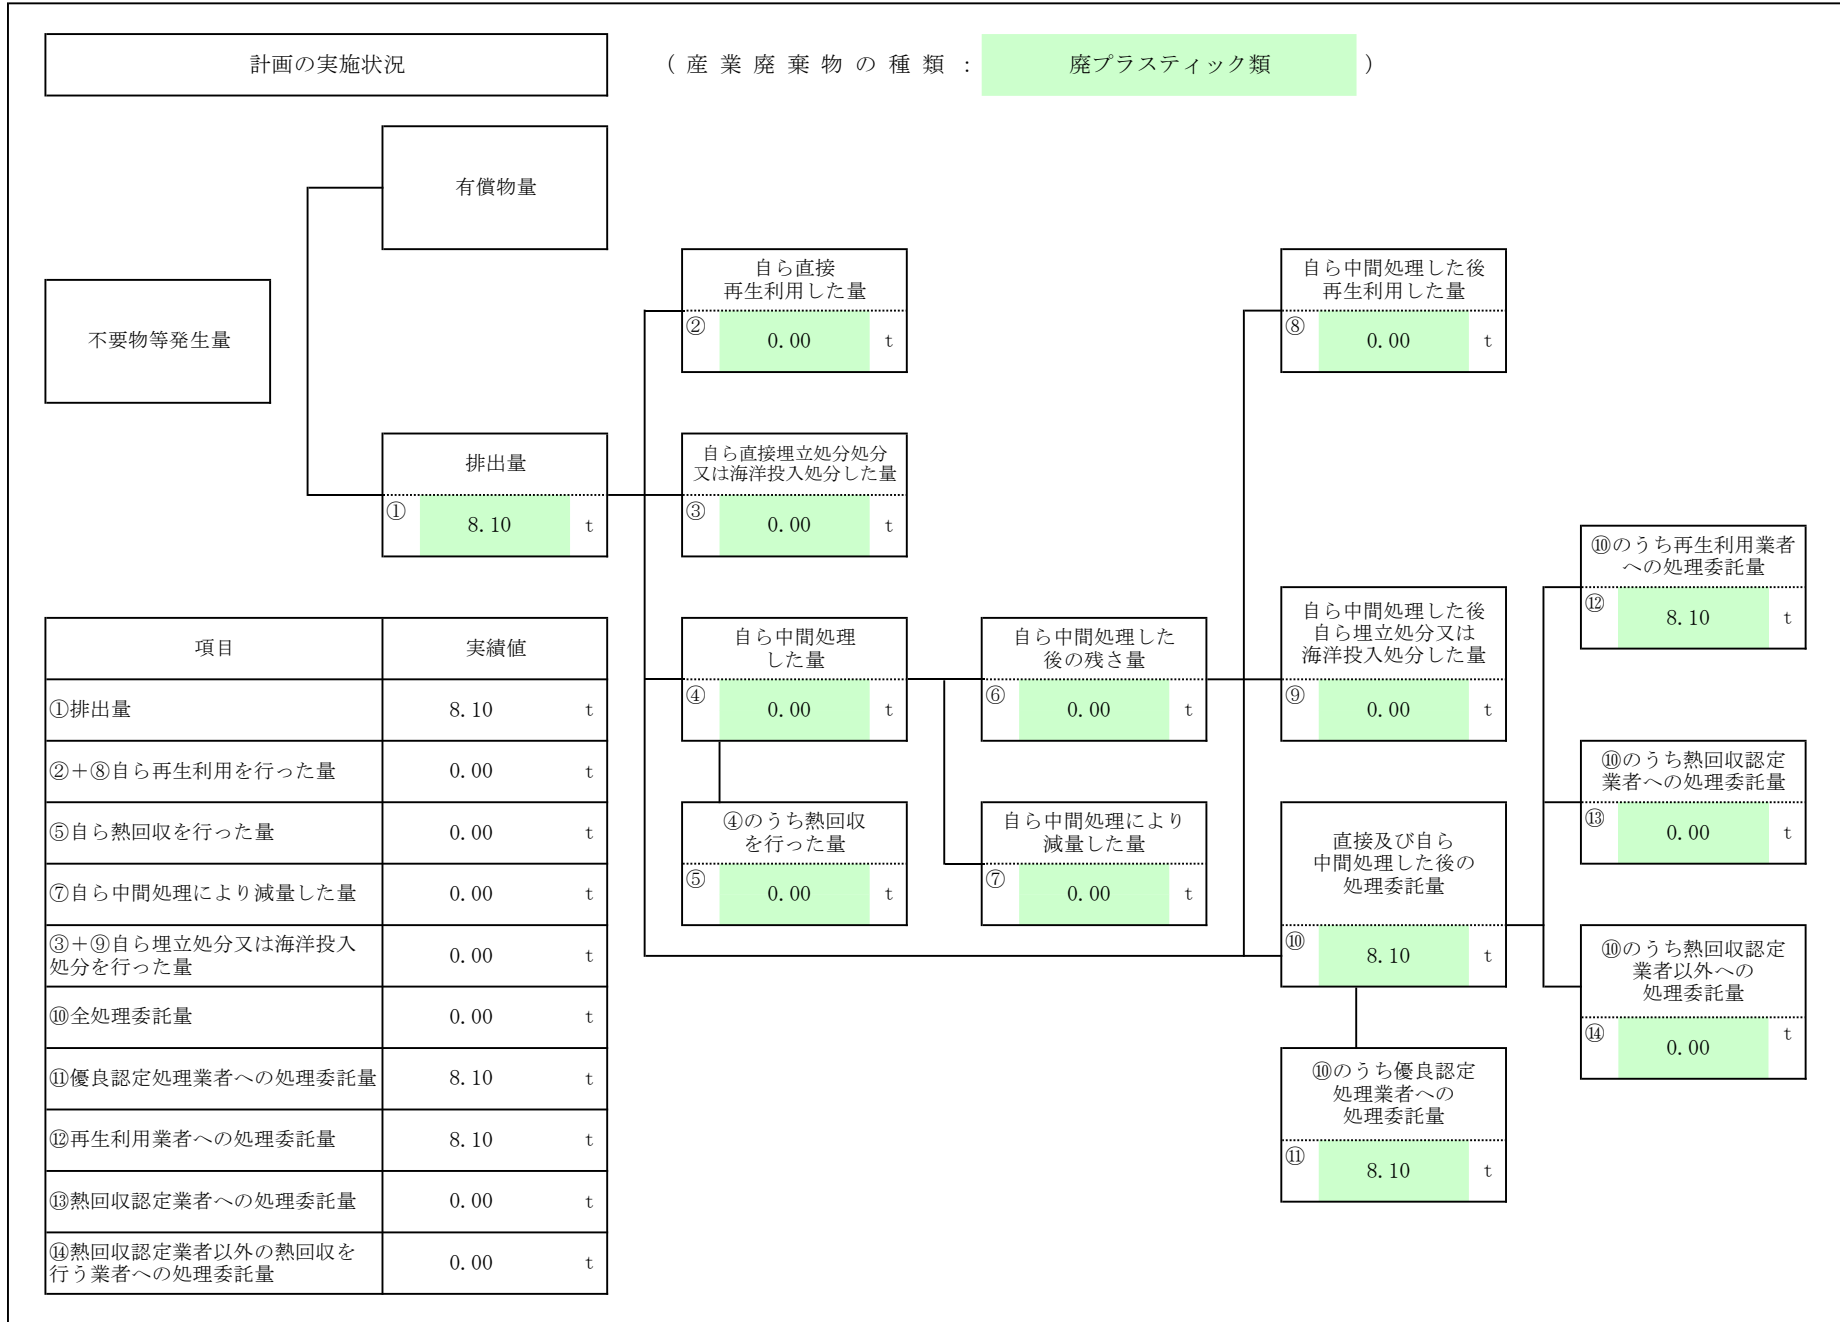 計画の実施状況
（産業廃棄物の種類：
廃プラスティック類
）
有償物量
不要物等発生量
排出量
①
8.10
t
自ら直接
再生利用した量
②
0.00
t
自ら直接埋立処分処分
又は海洋投入処分した量
③
0.00
t
自ら中間処理
した量
④
0.00
t
④のうち熱回収
を行った量
⑤
0.00
t
自ら中間処理した
後の残さ量
⑥
0.00
t
自ら中間処理により
減量した量
⑦
0.00
t
自ら中間処理した後
再生利用した量
⑧
0.00
t
自ら中間処理した後
自ら埋立処分又は
海洋投入処分した量
⑨
0.00
t
直接及び自ら
中間処理した後の
処理委託量
⑩
8.10
t
⑩のうち優良認定
処理業者への
処理委託量
⑪
8.10
t
⑩のうち再生利用業者
への処理委託量
⑫
8.10
t
⑩のうち熱回収認定
業者への処理委託量
⑬
0.00
t
⑩のうち熱回収認定
業者以外への
処理委託量
⑭
0.00
t
項目 実績値
①排出量 8.10 t
②＋⑧自ら再生利用を行った量 0.00 t
⑤自ら熱回収を行った量 0.00 t
⑦自ら中間処理により減量した量 0.00 t
③＋⑨自ら埋立処分又は海洋投入
処分を行った量 0.00 t
⑩全処理委託量 0.00 t
⑪優良認定処理業者への処理委託量 8.10 t
⑫再生利用業者への処理委託量 8.10 t
⑬熱回収認定業者への処理委託量 0.00 t
⑭熱回収認定業者以外の熱回収を
行う業者への処理委託量 0.00 t